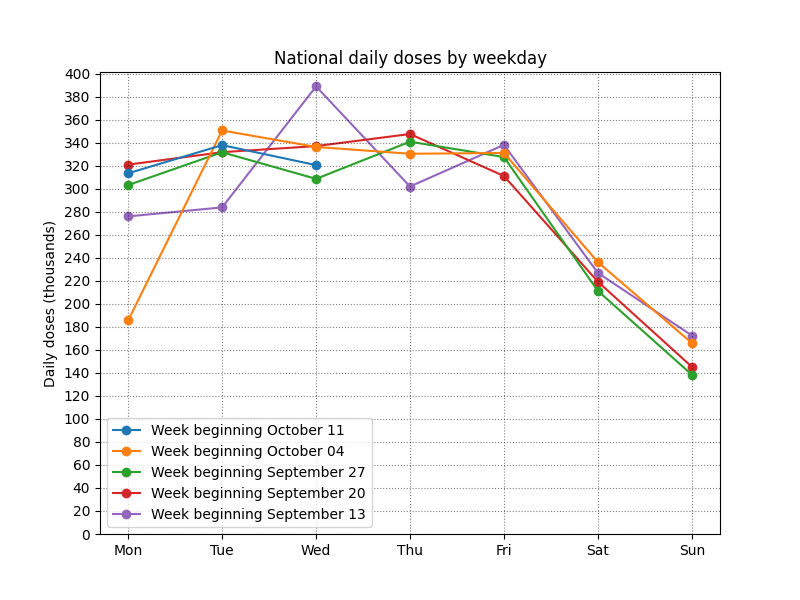 National daily doses by weekday
Daily doses (thousands)
400
380
360
340
320
300
280
260
240
220
200
180
160
140
120
100
80
60
40
20
0
Week beginning October 11
Week beginning October 04
Week beginning September 27
Week beginning September 20
Week beginning September 13
Mon Tue Wed Thu Fri Sat Sun